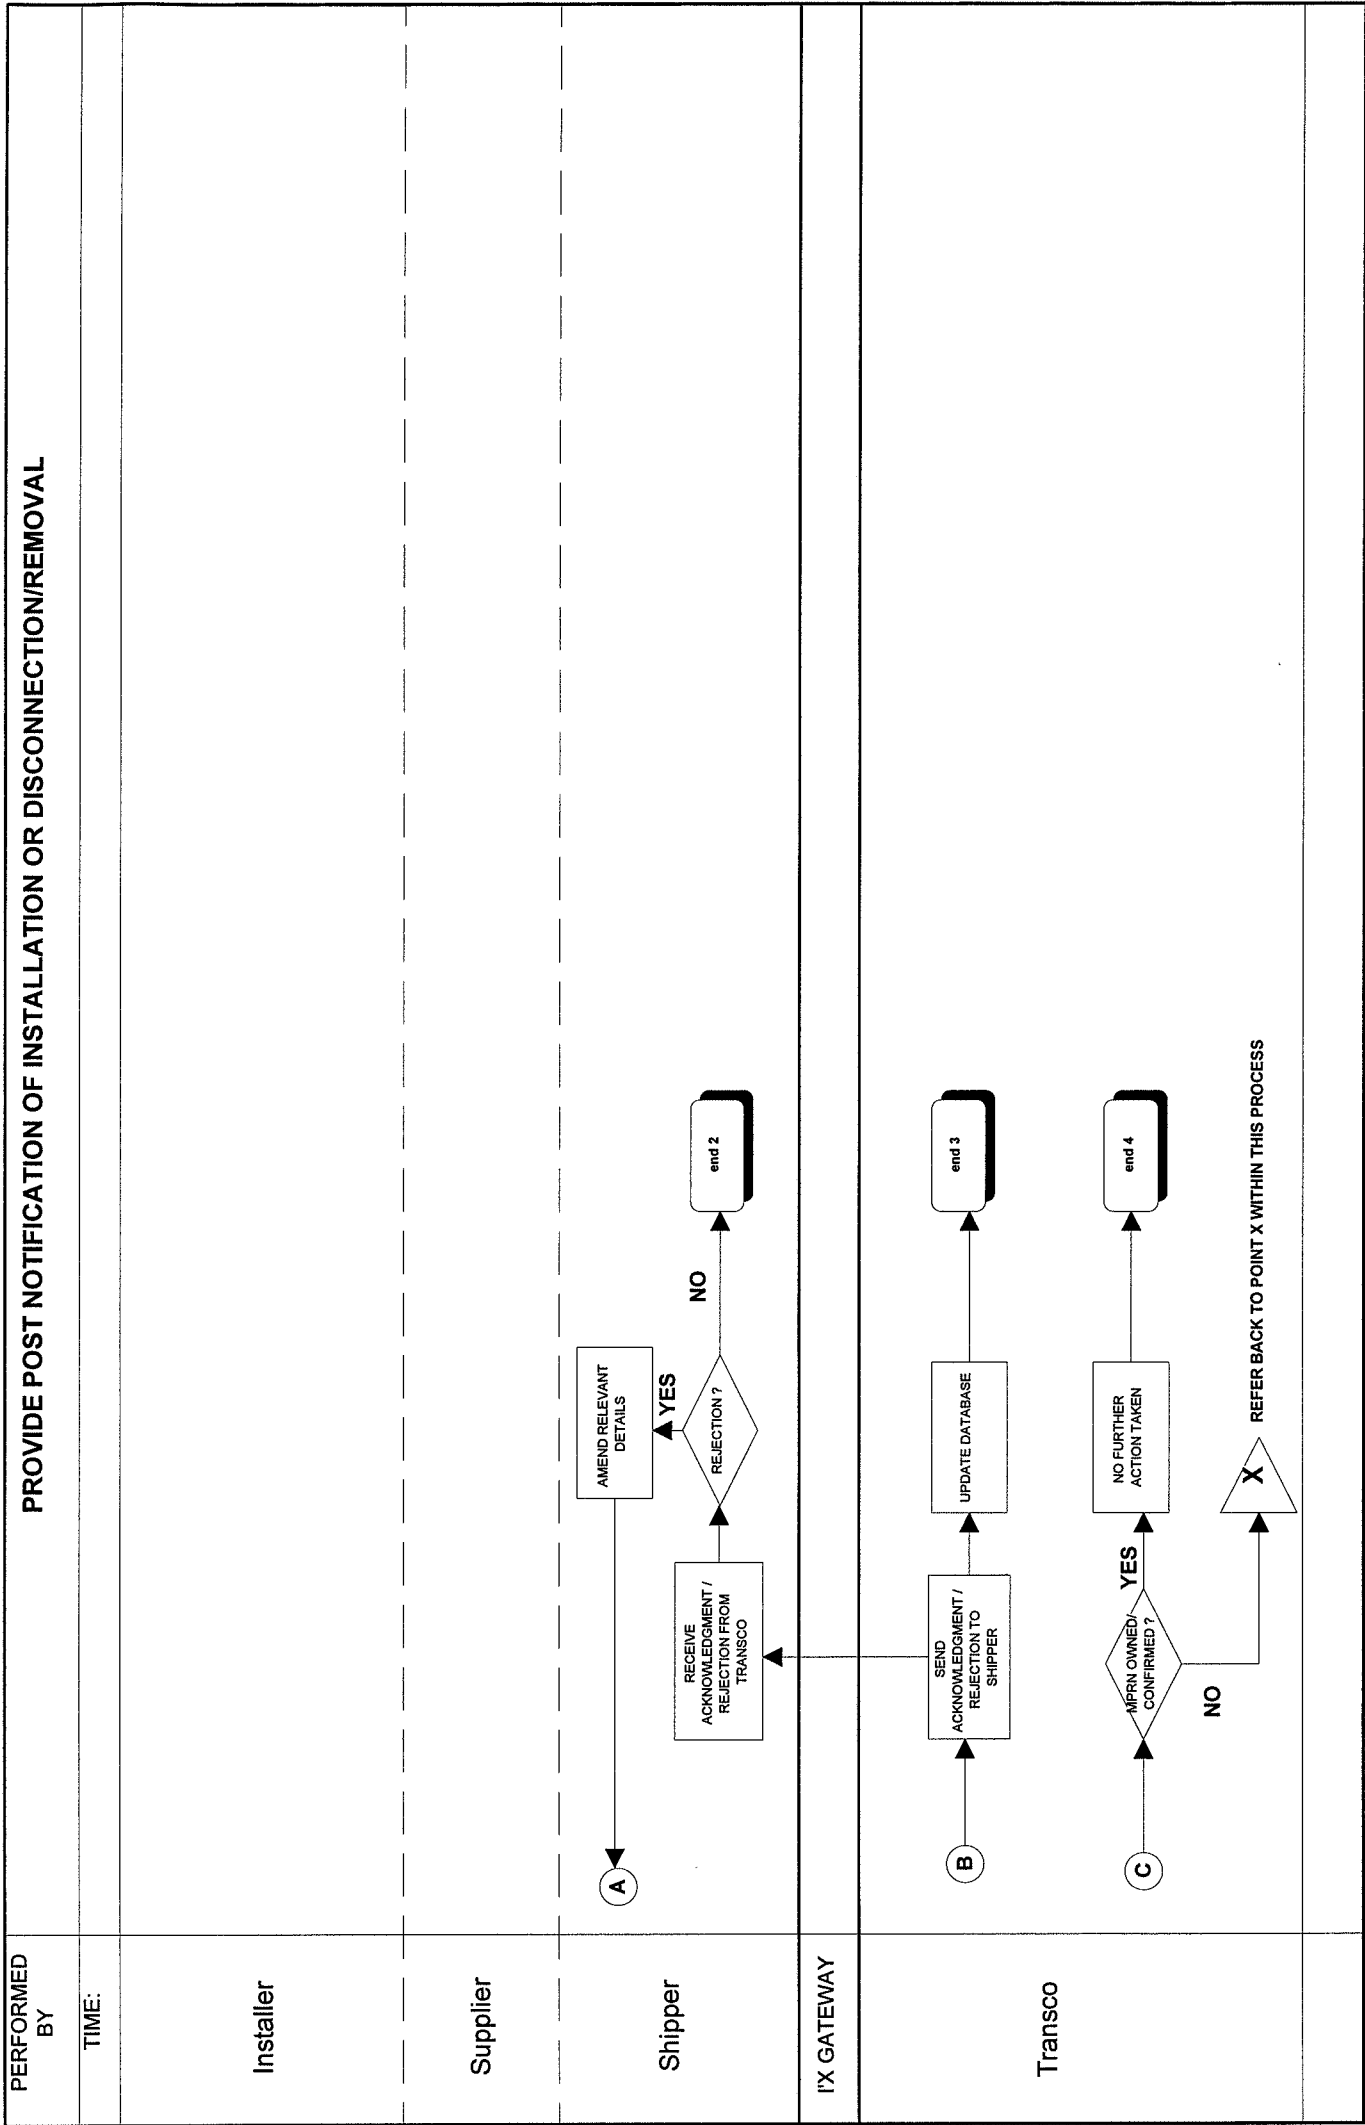 PROVIDE POST NOTIFICATION OF INSTALLATION OR DISCONNECTION/REMOVAL
PERFORMED
BY
TIME:
Installer
Supplier
Shipper
A
AMEND RELEVANT
DETAILS
YES
RECEIVE
ACKNOWLEDGMENT /
REJECTION FROM
TRANSCO
REJECTION ?
NO
end 2
I'X GATEWAY
Transco
B
SEND
ACKNOWLEDGMENT /
REJECTION TO
SHIPPER
UPDATE DATABASE
end 3
C
MPRN OWNED/
CONFIRMED ?
YES
NO FURTHER
ACTION TAKEN
end 4
NO
X
REFER BACK TO POINT X WITHIN THIS PROCESS